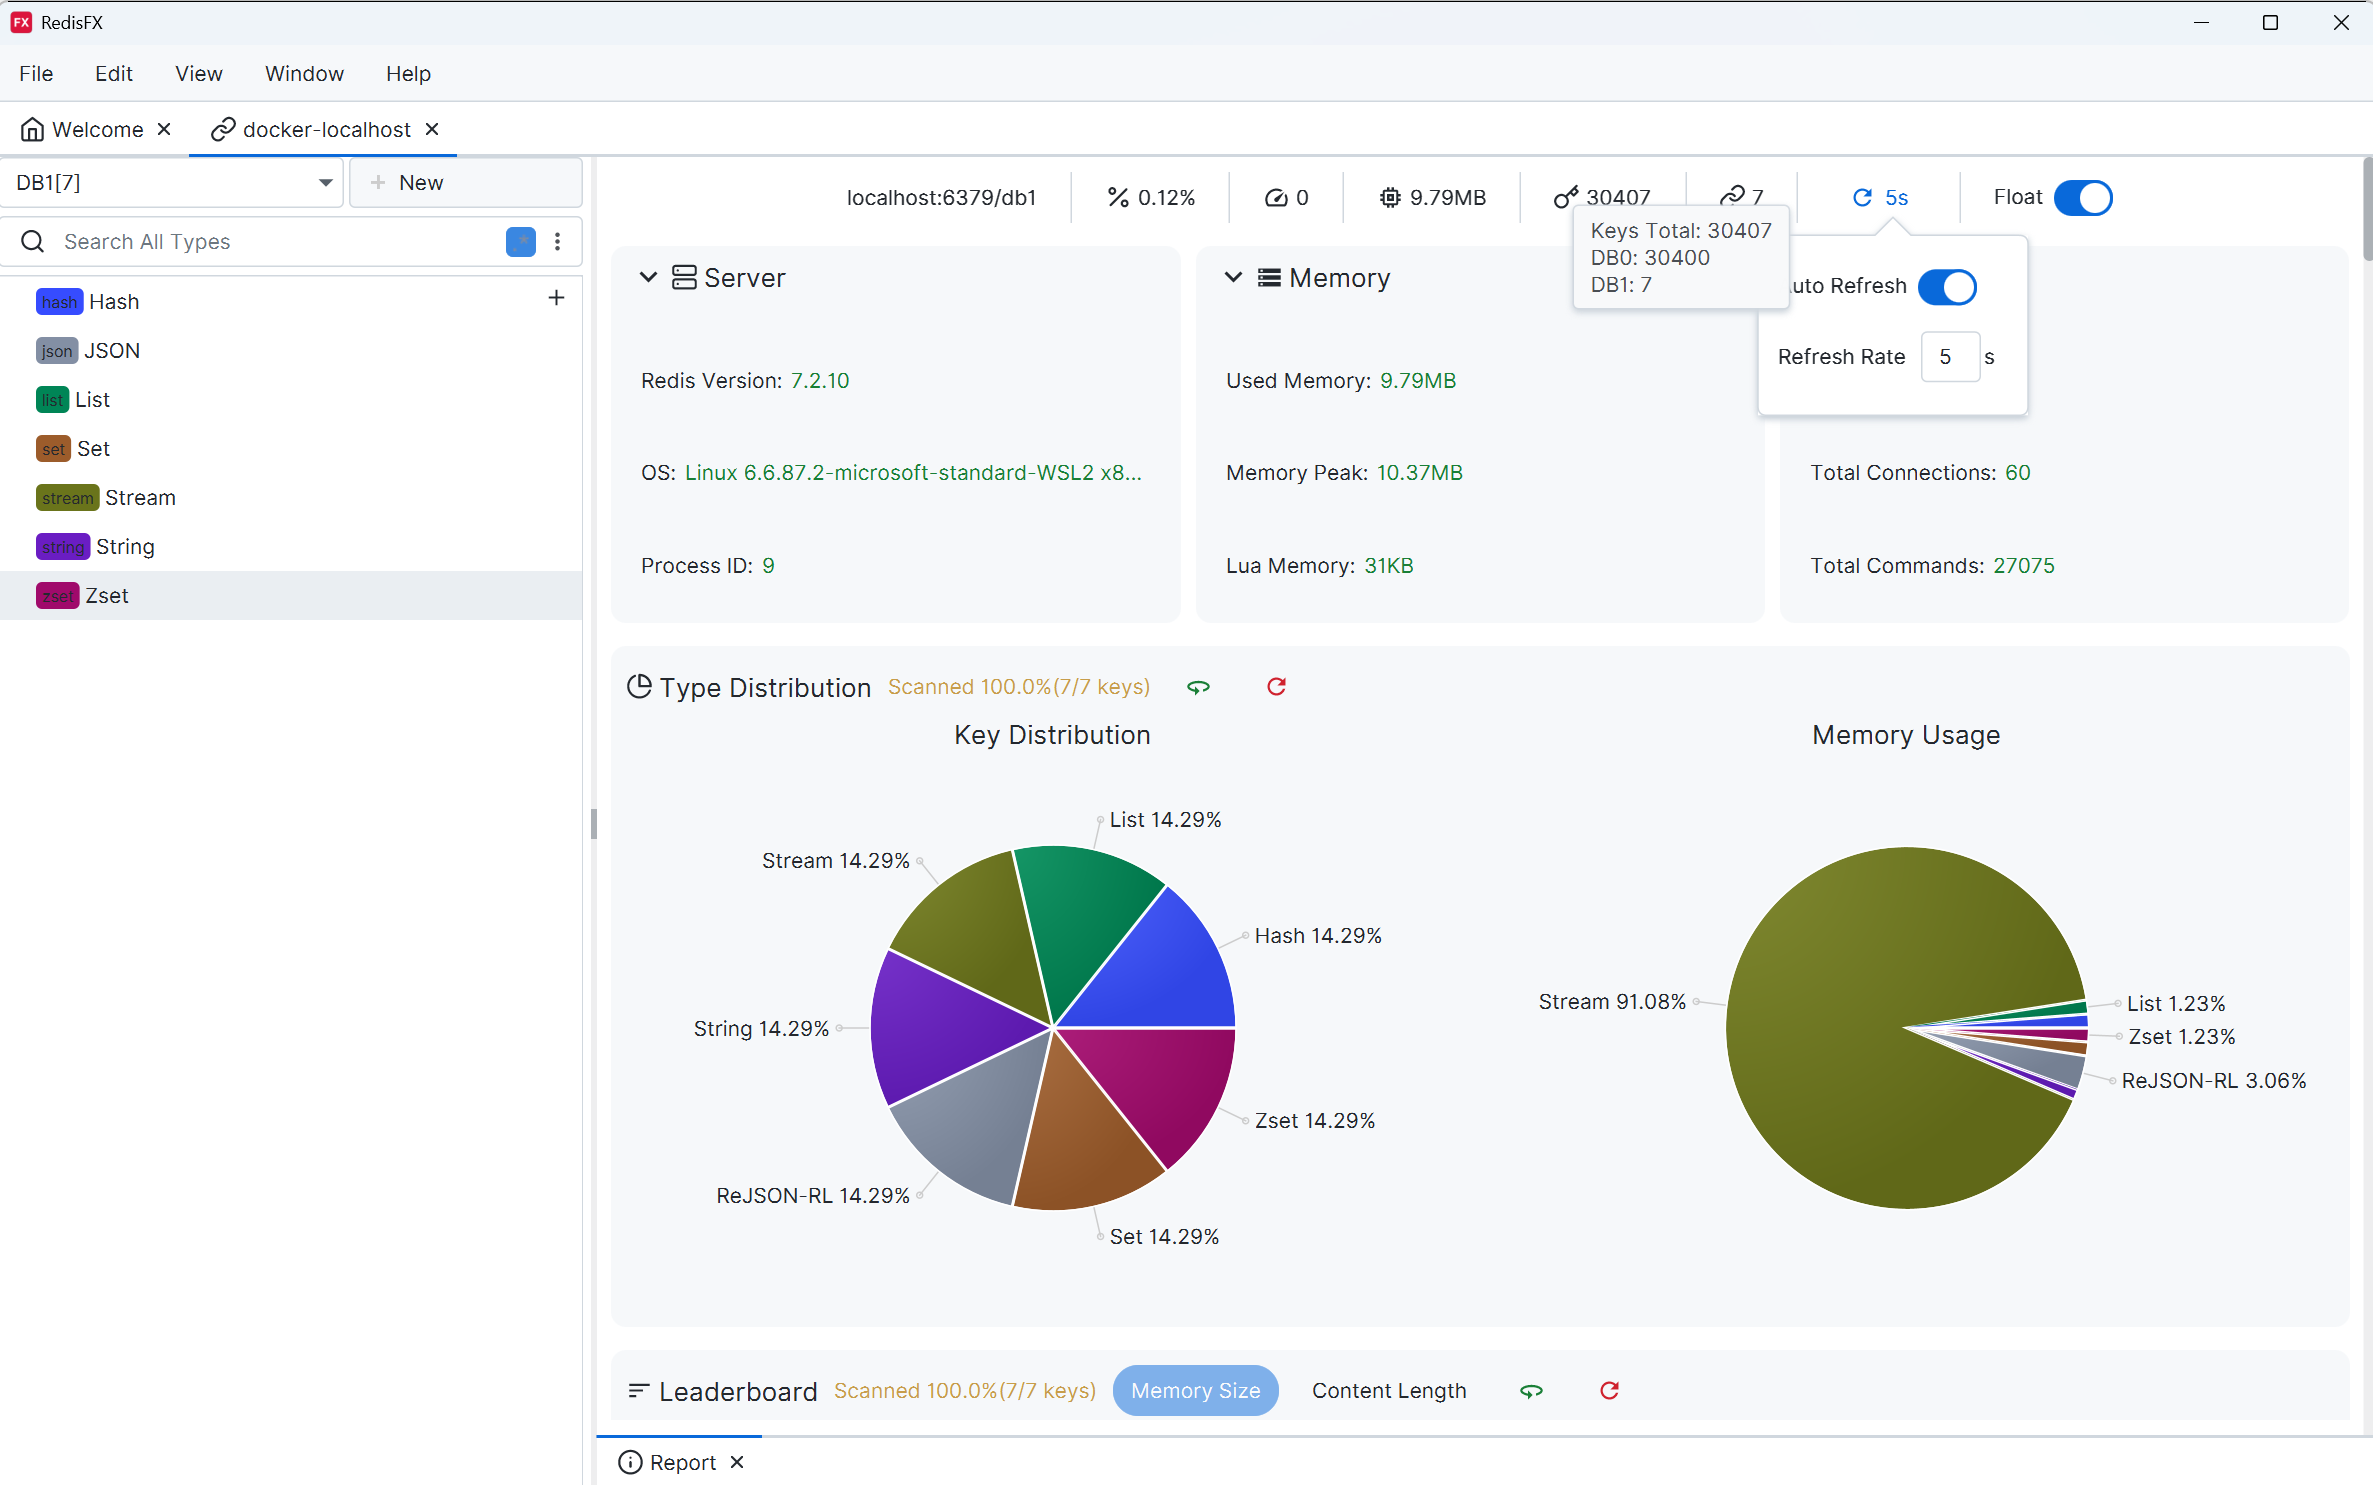 FX RedisFX
File Edit View Window Help
Welcome docker-localhost
DB1[7] New
localhost:6379/db1 0.12% 0 9.79MB 30407 7 5s Float
Search All Types
Keys Total: 30407
DB0: 30400
DB1: 7
uto Refresh
Refresh Rate 5 s
hash Hash
json JSON
list List
set Set
stream Stream
string String
zset Zset
Server
Redis Version: 7.2.10
OS: Linux 6.6.87.2-microsoft-standard-WSL2 x8...
Process ID: 9
Memory
Used Memory: 9.79MB
Memory Peak: 10.37MB
Lua Memory: 31KB
Total Connections: 60
Total Commands: 27075
Type Distribution Scanned 100.0%(7/7 keys)
Key Distribution
List 14.29%
Stream 14.29%
Hash 14.29%
String 14.29%
Zset 14.29%
ReJSON-RL 14.29%
Set 14.29%
Memory Usage
Stream 91.08%
List 1.23%
Zset 1.23%
ReJSON-RL 3.06%
Leaderboard Scanned 100.0%(7/7 keys) Memory Size Content Length
Report